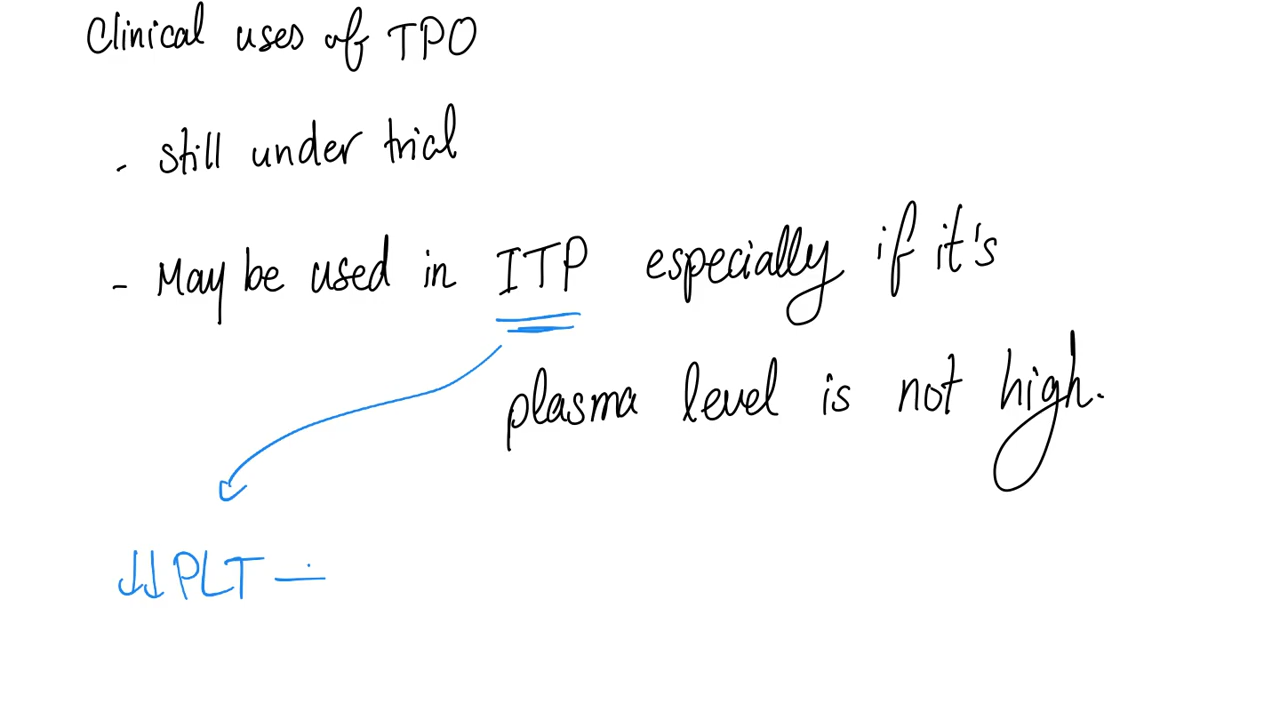 Clinical uses of TPO
- still under trial
- May be used in ITP especially if it's
plasma level is not high.
↓↓PLT —